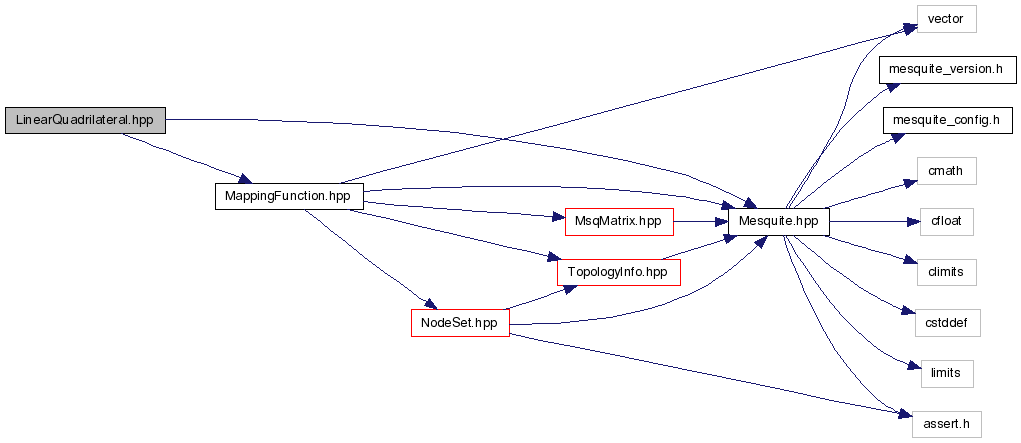 vector
mesquite_version.h
LinearQuadrilateral.hpp
mesquite_config.h
cmath
MappingFunction.hpp
MsqMatrix.hpp
Mesquite.hpp
cfloat
TopologyInfo.hpp
climits
NodeSet.hpp
cstddef
limits
assert.h